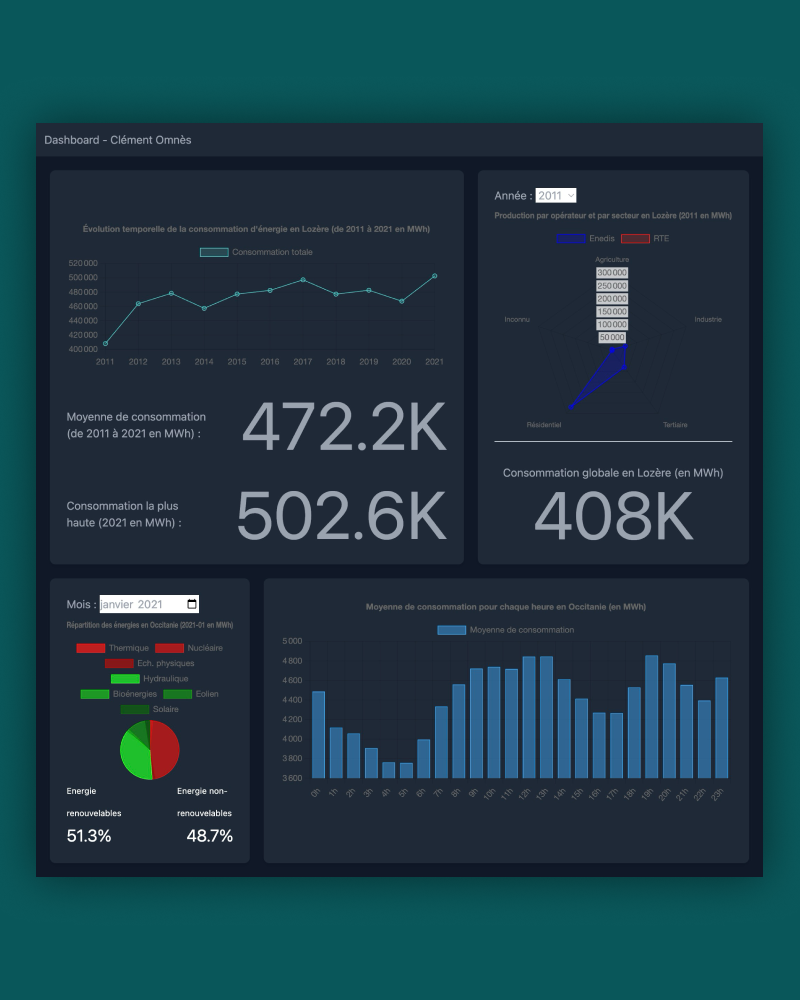 Dashboard - Clément Omnès
Évolution temporelle de la consommation d'énergie en Lozère (de 2011 à 2021 en MWh)
Consommation totale
520 000
500 000
480 000
460 000
440 000
420 000
400 000
2011 2012 2013 2014 2015 2016 2017 2018 2019 2020 2021
Moyenne de consommation
(de 2011 à 2021 en MWh) :
472.2K
Consommation la plus
haute (2021 en MWh) :
502.6K
Année : 2011
Production par opérateur et par secteur en Lozère (2011 en MWh)
Enedis RTE
Agriculture
300 000
250 000
200 000
150 000
100 000
50 000
Inconnu Industrie
Résidentiel Tertiaire
Consommation globale en Lozère (en MWh)
408K
Mois : janvier 2021
Répartition des énergies en Occitanie (2021-01 en MWh)
Thermique Nucléaire
Ech. physiques
Hydraulique
Bioénergies Eolien
Solaire
Energie
renouvelables
51.3%
Energie non-
renouvelables
48.7%
Moyenne de consommation pour chaque heure en Occitanie (en MWh)
Moyenne de consommation
5 000
4 800
4 600
4 400
4 200
4 000
3 800
3 600
0h 1h 2h 3h 4h 5h 6h 7h 8h 9h 10h 11h 12h 13h 14h 15h 16h 17h 18h 19h 20h 21h 22h 23h